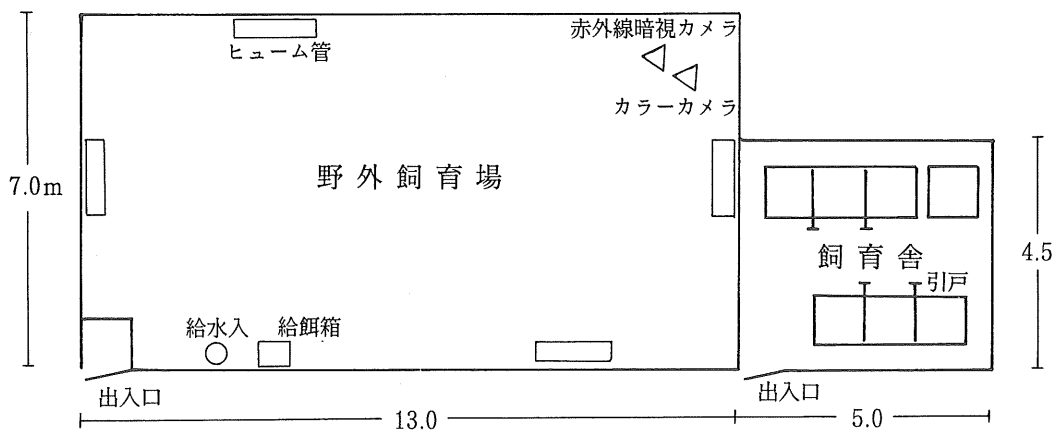 赤外線暗視カメラ
ヒューム管
カラーカメラ
7.0m
野外飼育場
4.5
飼育舎
引戸
給水入
給餌箱
出入口
出入口
13.0
5.0